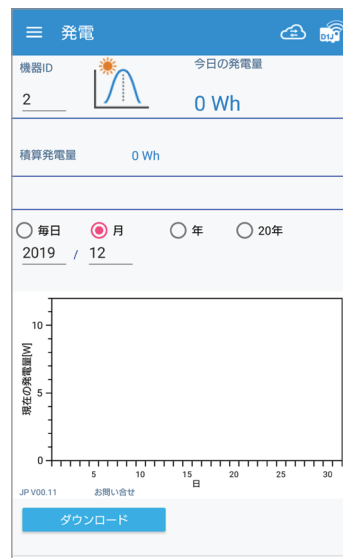 発電
機器ID
今日の発電量
2
0 Wh
積算発電量 0 Wh
毎日 月 年 20年
2019 / 12
現在の発電量[W]
10
5
0
5 10 15 20 25 30
日
JP V00.11 お問い合せ
ダウンロード